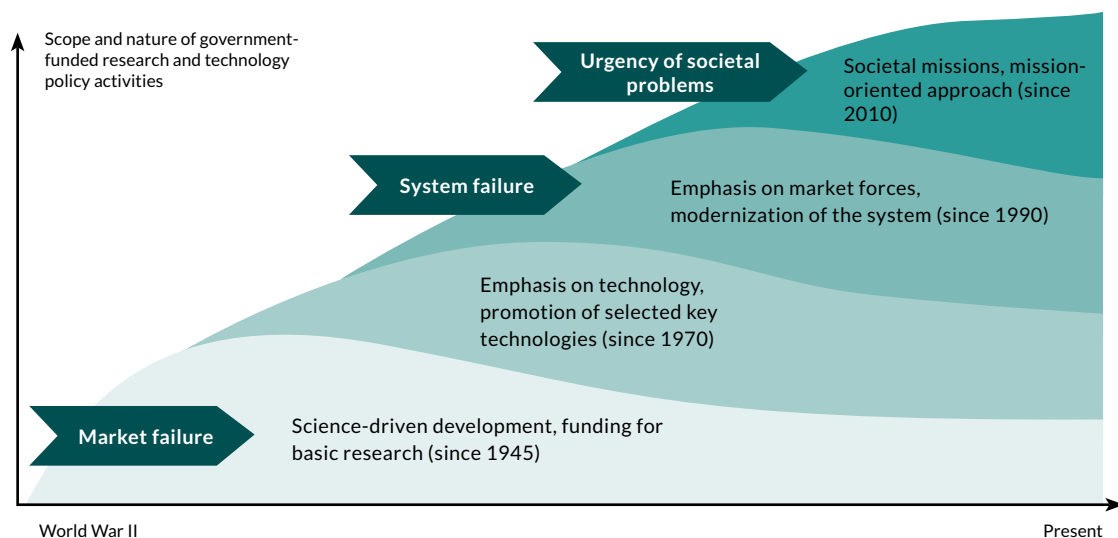 Scope and nature of government-
funded research and technology
policy activities
Urgency of societal
problems
Societal missions, mission-
oriented approach (since
2010)
System failure
Emphasis on market forces,
modernization of the system (since 1990)
Emphasis on technology,
promotion of selected key
technologies (since 1970)
Market failure
Science-driven development, funding for
basic research (since 1945)
World War II
Present